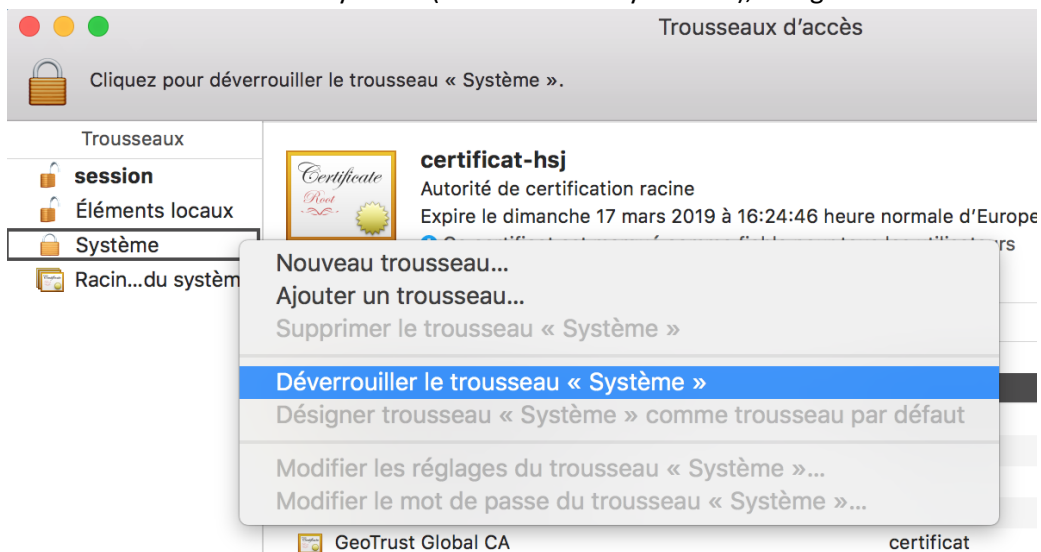 Trousseaux d'accès
Cliquez pour déverrouiller le trousseau « Système ».
Trousseaux
session
Éléments locaux
Système
Racin...du systèm
Certificate
Root
certificat-hsj
Autorité de certification racine
Expire le dimanche 17 mars 2019 à 16:24:46 heure normale d'Europe
Nouveau trousseau...
Ajouter un trousseau...
Supprimer le trousseau « Système »
Déverrouiller le trousseau « Système »
Désigner trousseau « Système » comme trousseau par défaut
Modifier les réglages du trousseau « Système »...
Modifier le mot de passe du trousseau « Système »...
GeoTrust Global CA certificat